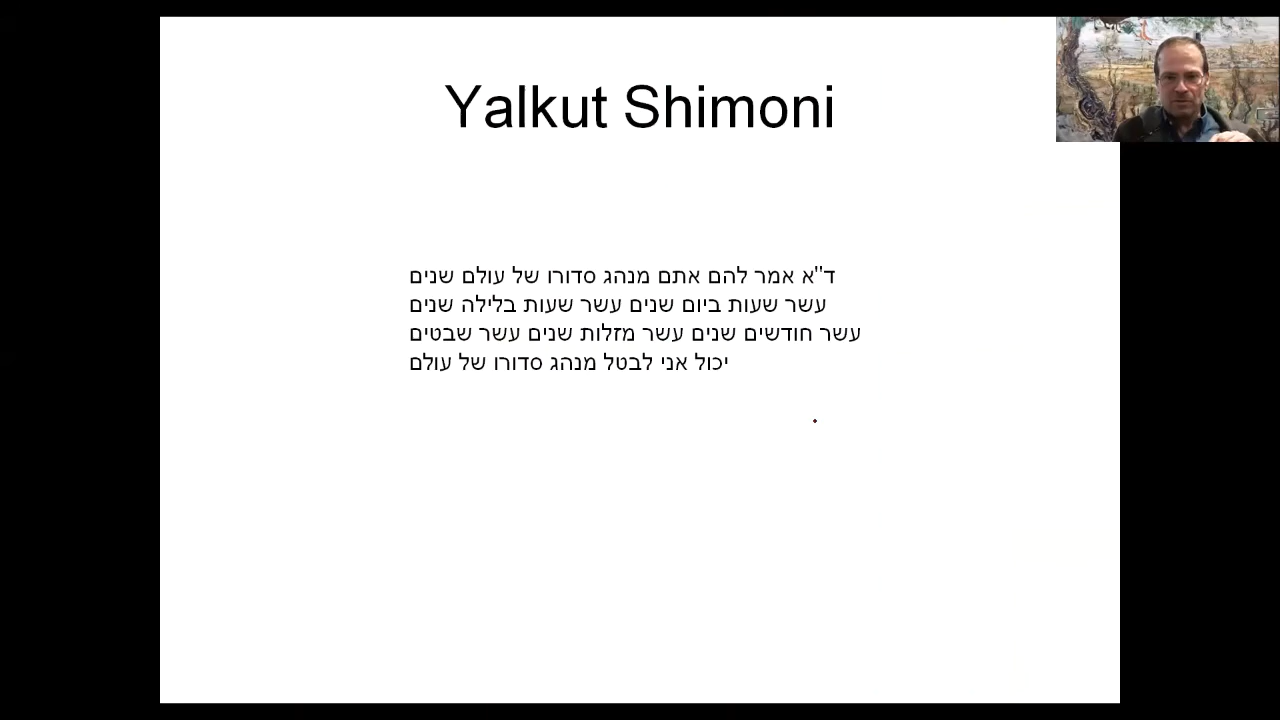 Yalkut Shimoni
ד"א אמר להם אתם מנהג סדורו של עולם שנים
עשר שעות ביום שנים עשר שעות בלילה שנים
עשר חודשים שנים עשר מזלות שנים עשר שבטים
יכול אני לבטל מנהג סדורו של עולם